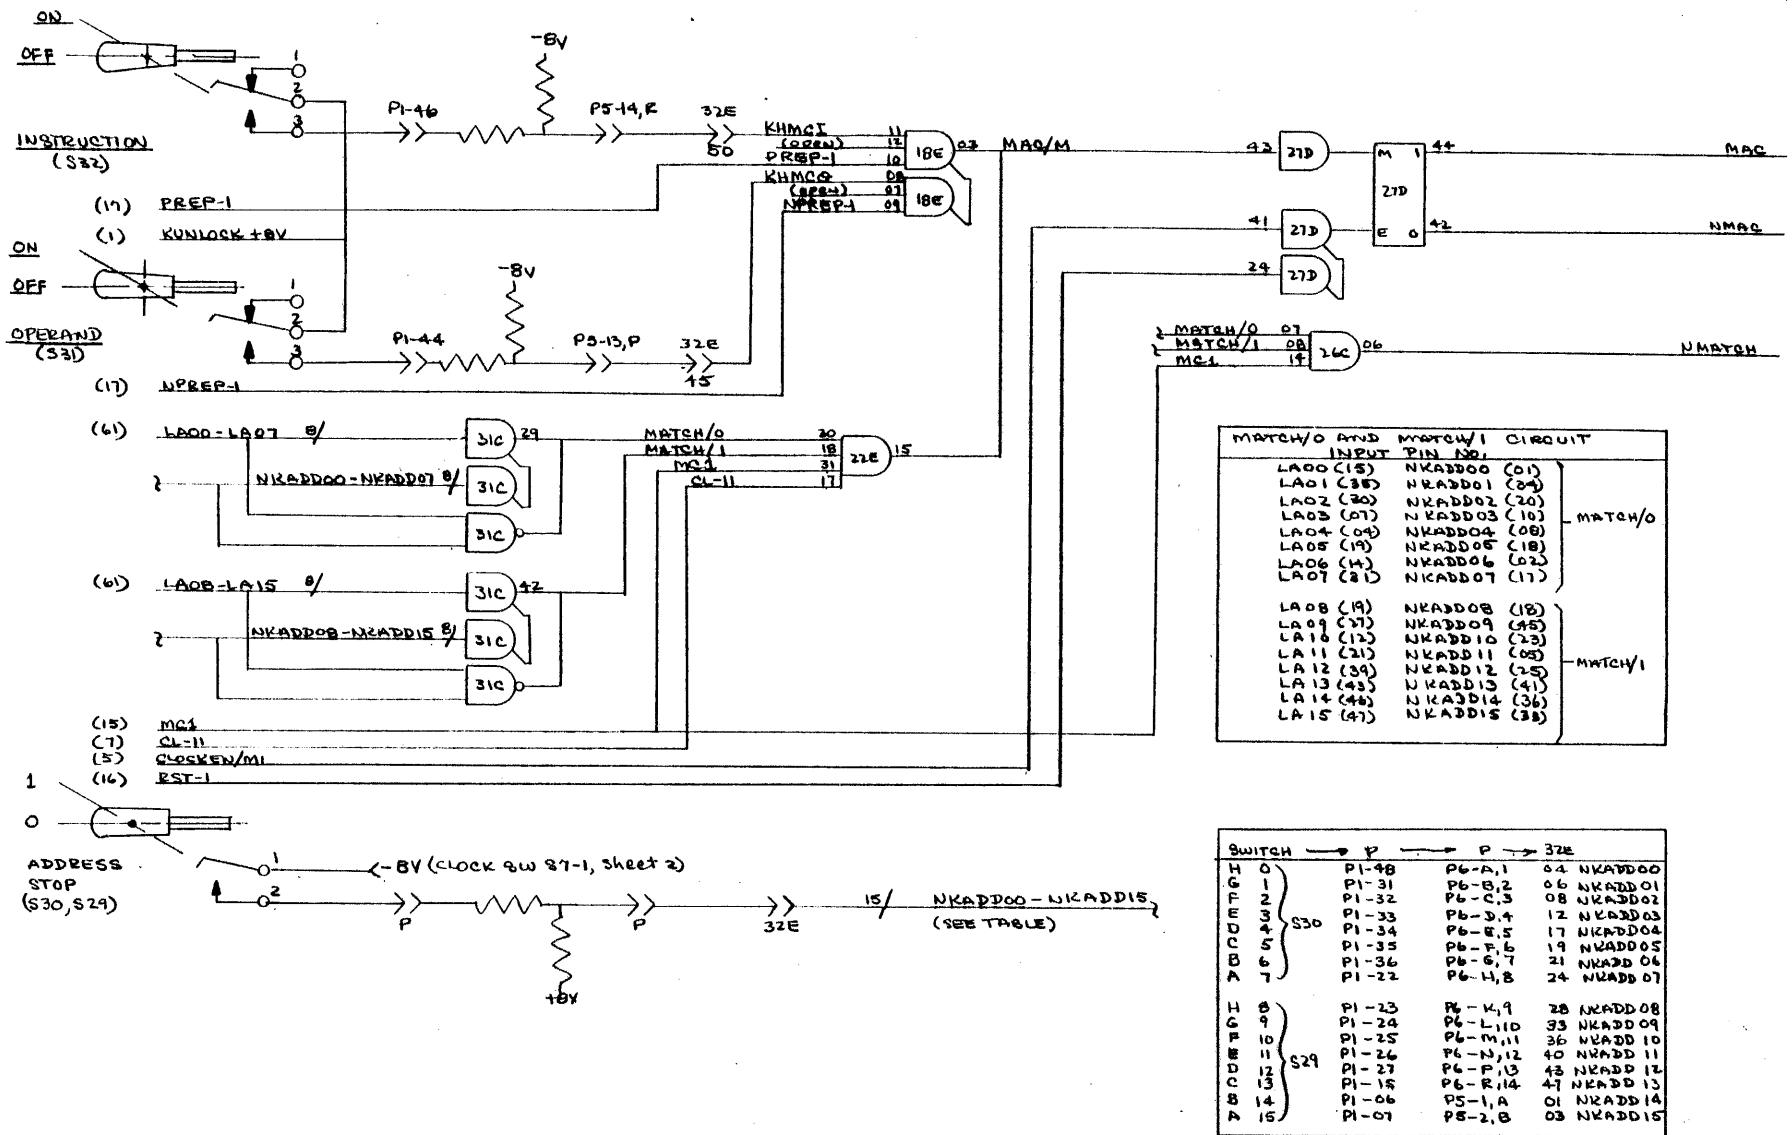 ON
OFF
INSTRUCTION
(S32)
1
2
3
P1-46
-8V
P5-14,R
32E
50
KHMCI 11
(OPEN) 12
PREP-1 10
KHMCO 08
(OPEN) 07
NPREP-1 09
18E 03
18E
MAC/M
43 27D
M 1 44
27D
E 0 42
MAC
NMAC
41 27D
24 27D
(17) PREP-1
(1) KUNLOCK +8V
ON
OFF
OPERAND
(S31)
1
2
3
P1-44
-8V
P5-13,P
32E
45
(17) NPREP-1
MATCH/0 07
MATCH/1 08
MC1 14
26C 06
NMATCH
(61) LA00-LA07 8/
31C 29
NKADD00-NKADD07 8/ 31C
31C
MATCH/0 20
MATCH/1 18
MC1 31
CL-11 17
22E 15
(61) LA08-LA15 8/
31C 42
NKADD08-NKADD15 8/ 31C
31C
(15) MC1
(7) CL-11
(5) CLOCKEN/M1
(16) RST-1
MATCH/0 AND MATCH/1 CIRCUIT
INPUT PIN NO.
LA00 (15) NKADD00 (01)
LA01 (35) NKADD01
LA02 (30) NKADD02 (20)
LA03 (07) NKADD03 (10)
LA04 (04) NKADD04 (08)
LA05 (19) NKADD05 (18)
LA06 (14) NKADD06 (02)
LA07 NKADD07 (17)
MATCH/0
LA08 (19) NKADD08 (18)
LA09 (27) NKADD09 (45)
LA10 (12) NKADD10 (23)
LA11 (21) NKADD11 (05)
LA12 (39) NKADD12 (25)
LA13 (43) NKADD13 (41)
LA14 (46) NKADD14 (36)
LA15 (47) NKADD15 (38)
MATCH/1
1
0
ADDRESS
STOP
(S30, S29)
1
2
-8V (CLOCK SW S7-1, Sheet 2)
P
+8V
P
32E
15/ NKADD00-NKADD15
(SEE TABLE)
SWITCH P P 32E
H 0 P1-48 P6-A,1 04 NKADD00
G 1 P1-31 P6-B,2 06 NKADD01
F 2 P1-32 P6-C,3 08 NKADD02
E 3 P1-33 P6-D,4 12 NKADD03
D 4 P1-34 P6-E,5 17 NKADD04
C 5 P1-35 P6-F,6 19 NKADD05
B 6 P1-36 P6-G,7 21 NKADD06
A 7 P1-22 P6-H,8 24 NKADD07
S30
H 8 P1-23 P6-K,9 28 NKADD08
G 9 P1-24 P6-L,10 33 NKADD09
F 10 P1-25 P6-M,11 36 NKADD10
E 11 P1-26 P6-N,12 40 NKADD11
D 12 P1-27 P6-P,13 43 NKADD12
C 13 P1-15 P6-R,14 47 NKADD13
B 14 P1-06 P5-1,A 01 NKADD14
A 15 P1-07 P5-2,B 03 NKADD15
S29